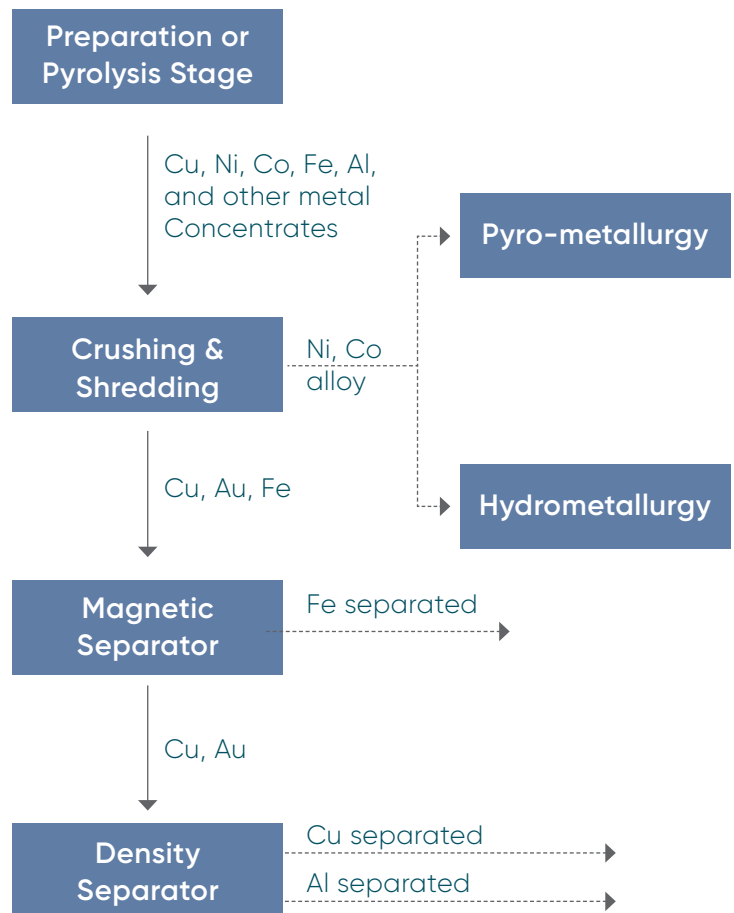 Preparation or
Pyrolysis Stage
Cu, Ni, Co, Fe, Al,
and other metal
Concentrates
Pyro-metallurgy
Crushing &
Shredding
Ni, Co
alloy
Cu, Au, Fe
Hydrometallurgy
Magnetic
Separator
Fe separated
Cu, Au
Density
Separator
Cu separated
Al separated